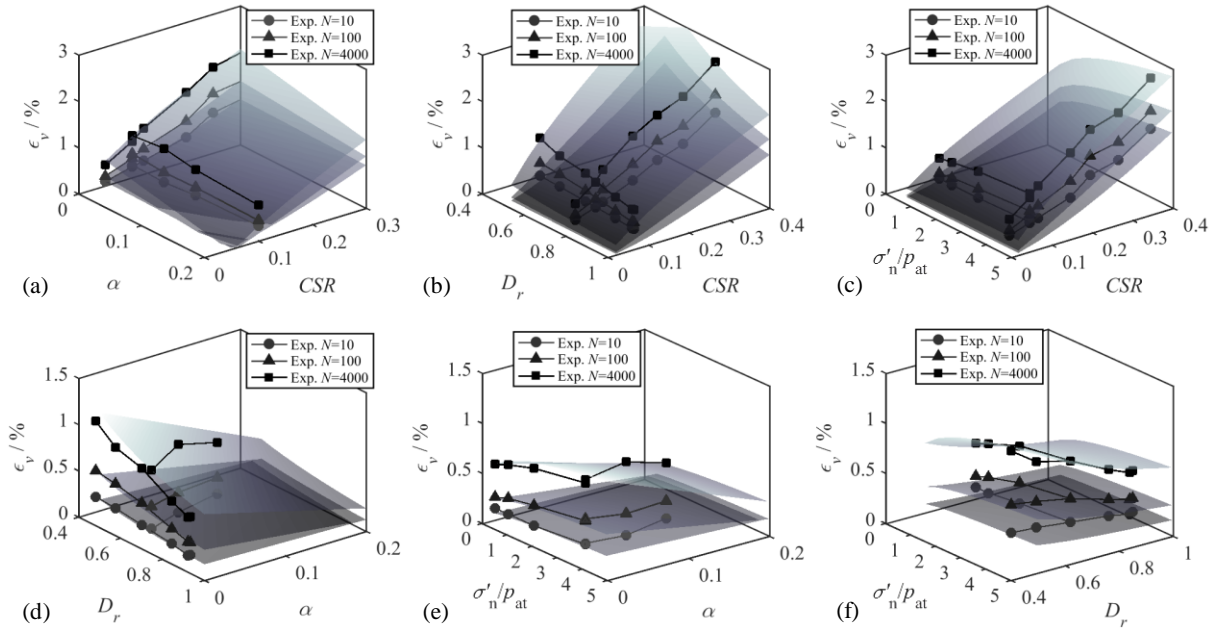 Exp. N=10
Exp. N=100
Exp. N=4000
3
2
1
0
ϵv / %
0
0.1
0.2
α
0
0.1
0.2
0.3
CSR
(a)
Exp. N=10
Exp. N=100
Exp. N=4000
3
2
1
0
ϵv / %
0.4
0.6
0.8
1
Dr
0
0.1
0.2
0.3
0.4
CSR
(b)
Exp. N=10
Exp. N=100
Exp. N=4000
3
2
1
0
ϵv / %
0
1
2
3
4
5
σ′n/pat
0
0.1
0.2
0.3
0.4
CSR
(c)
Exp. N=10
Exp. N=100
Exp. N=4000
1.5
1
0.5
0
ϵv / %
0.4
0.6
0.8
1
Dr
0
0.1
0.2
α
(d)
Exp. N=10
Exp. N=100
Exp. N=4000
1.5
1
0.5
0
ϵv / %
0
1
2
3
4
5
σ′n/pat
0
0.1
0.2
α
(e)
Exp. N=10
Exp. N=100
Exp. N=4000
1.5
1
0.5
0
ϵv / %
0
1
2
3
4
5
σ′n/pat
0.4
0.6
0.8
1
Dr
(f)